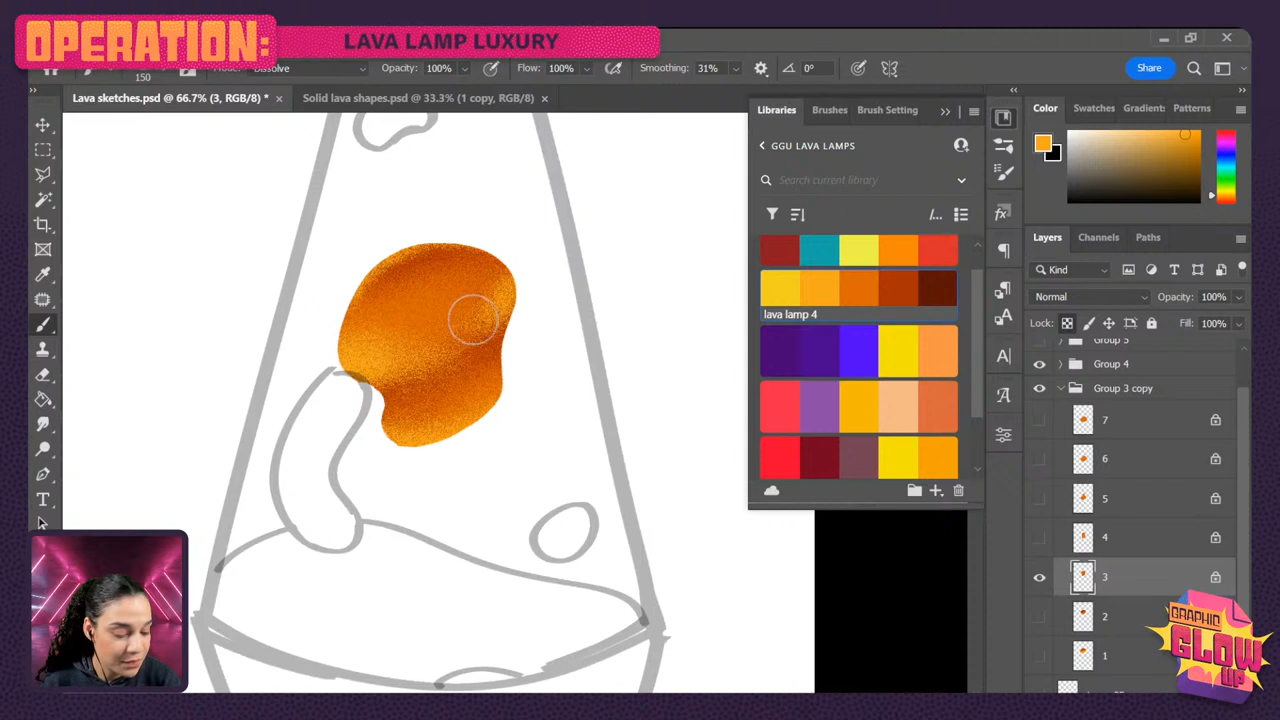 OPERATION:
LAVA LAMP LUXURY
150
Mode: Dissolve
Opacity: 100%
Flow: 100%
Smoothing: 31%
0°
Share
Lava sketches.psd @ 66.7% (3, RGB/8) *
Solid lava shapes.psd @ 33.3% (1 copy, RGB/8)
Libraries
Brushes
Brush Setting
GGU LAVA LAMPS
Search current library
lava lamp 4
Color
Swatches
Gradient:
Patterns
Layers
Channels
Paths
Kind
Normal
Opacity: 100%
Lock:
Fill: 100%
Group 5
Group 4
Group 3 copy
7
6
5
4
3
2
1
GRAPHIC
GLOW
UP